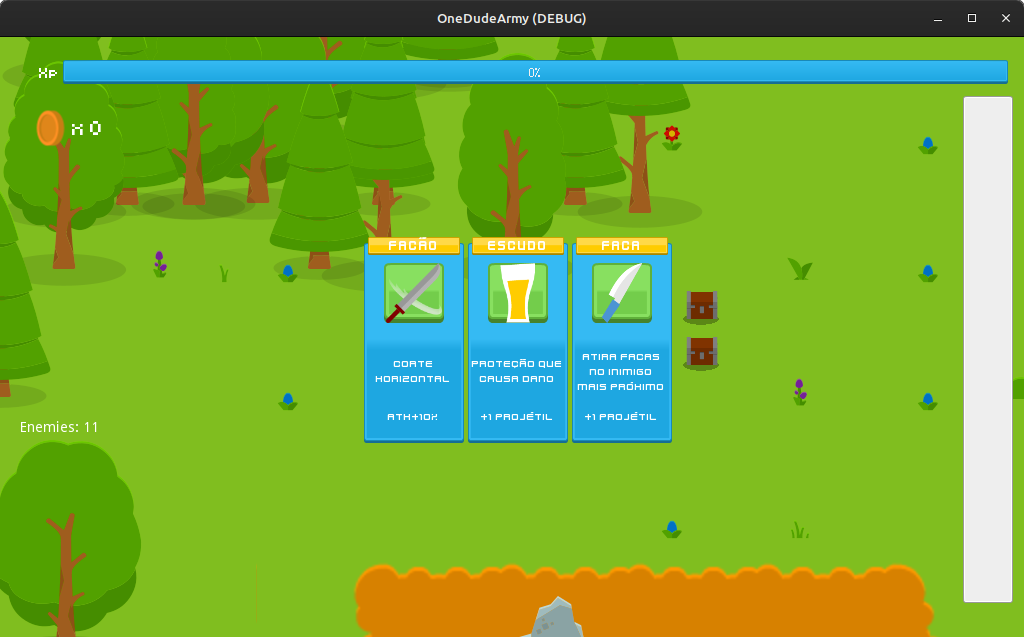 OneDudeArmy (DEBUG)
Xp
0%
x 0
FACÃO
ESCUDO
FACA
CORTE
HORIZONTAL
ATK+10%
PROTEÇÃO QUE
CAUSA DANO
+1 PROJÉTIL
ATIRA FACAS
NO INIMIGO
MAIS PRÓXIMO
+1 PROJÉTIL
Enemies: 11